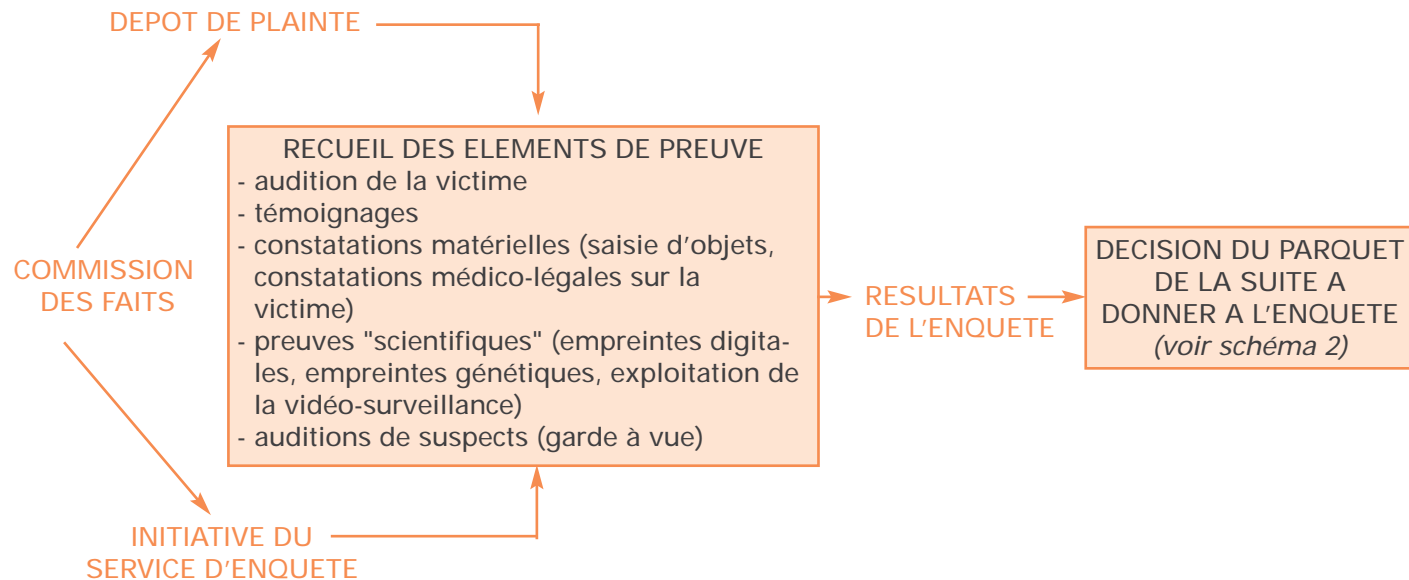 DEPOT DE PLAINTE
COMMISSION
DES FAITS
INITIATIVE DU
SERVICE D'ENQUETE
RECUEIL DES ELEMENTS DE PREUVE
- audition de la victime
- témoignages
- constatations matérielles (saisie d'objets,
constatations médico-légales sur la
victime)
- preuves "scientifiques" (empreintes digita-
les, empreintes génétiques, exploitation de
la vidéo-surveillance)
- auditions de suspects (garde à vue)
RESULTATS
DE L'ENQUETE
DECISION DU PARQUET
DE LA SUITE A
DONNER A L'ENQUETE
(voir schéma 2)